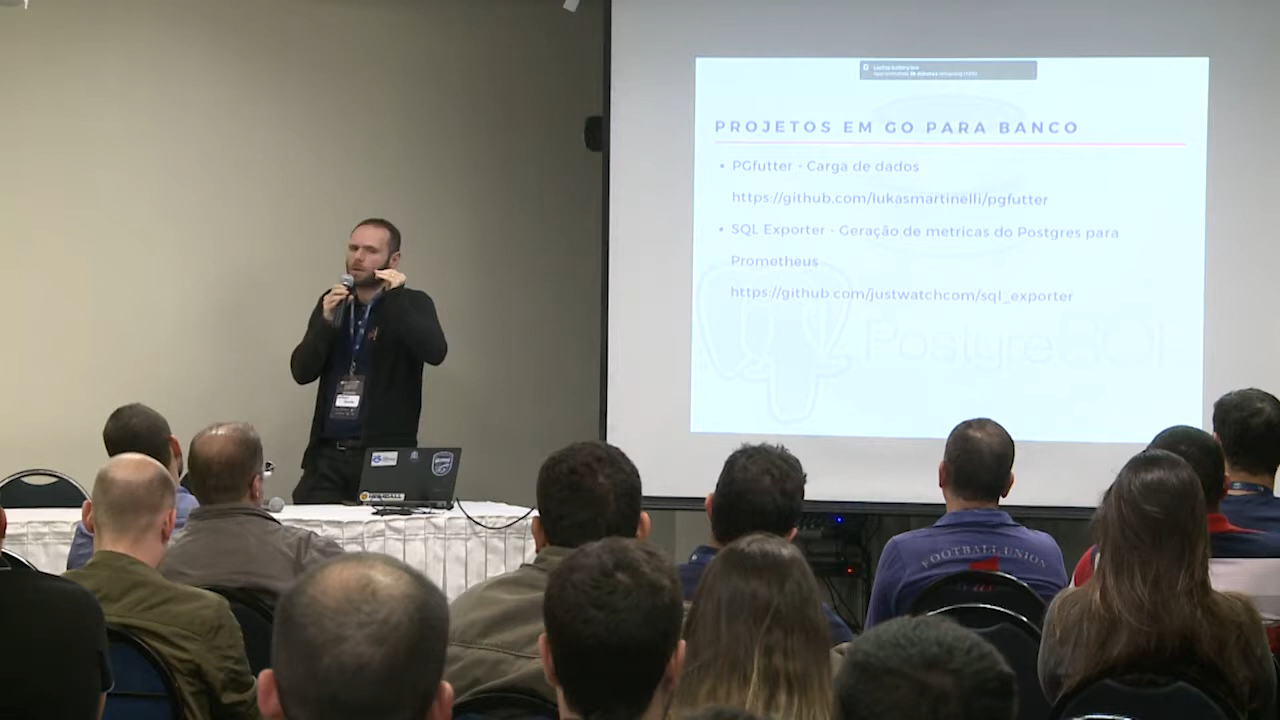 PROJETOS EM GO PARA BANCO
• PGfutter - Carga de dados
https://github.com/lukasmartinelli/pgfutter
• SQL Exporter - Geração de metricas do Postgres para
Prometheus
https://github.com/justwatchcom/sql_exporter
PostgreSQL
FOOTBALL UNION